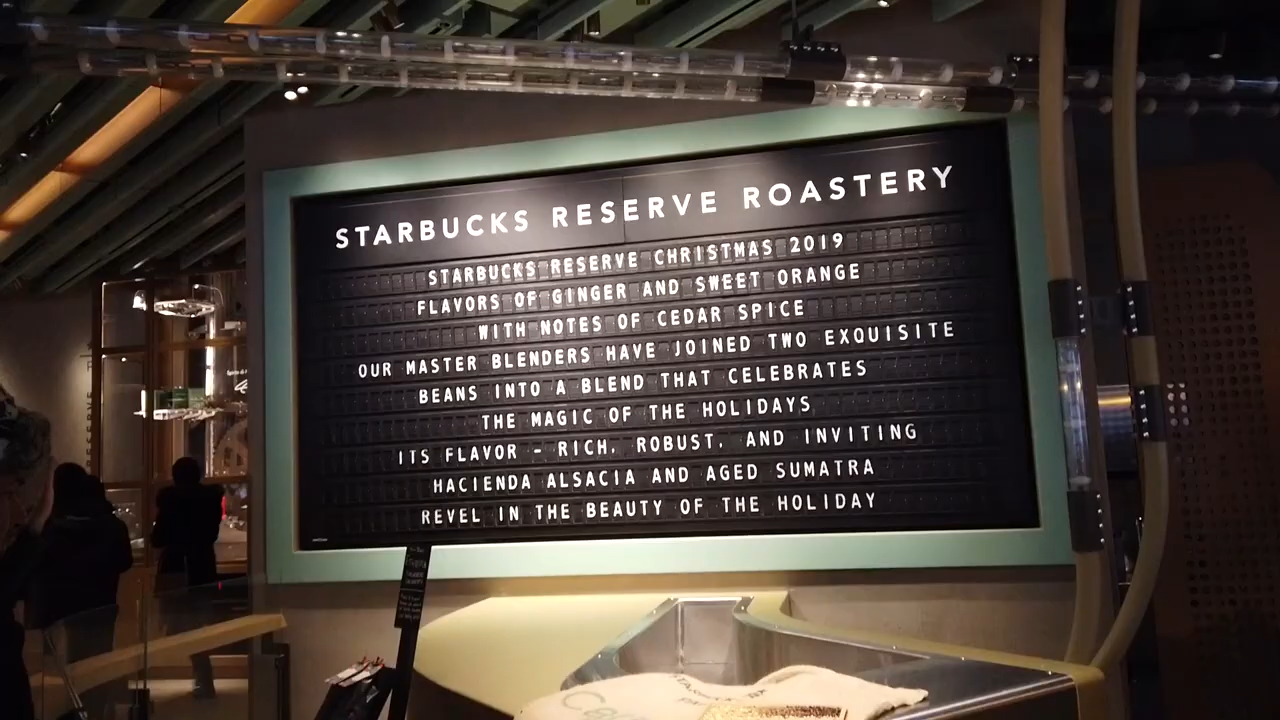 STARBUCKS RESERVE ROASTERY
STARBUCKS RESERVE CHRISTMAS 2019
FLAVORS OF GINGER AND SWEET ORANGE
WITH NOTES OF CEDAR SPICE
OUR MASTER BLENDERS HAVE JOINED TWO EXQUISITE
BEANS INTO A BLEND THAT CELEBRATES
THE MAGIC OF THE HOLIDAYS
ITS FLAVOR - RICH, ROBUST, AND INVITING
HACIENDA ALSACIA AND AGED SUMATRA
REVEL IN THE BEAUTY OF THE HOLIDAY